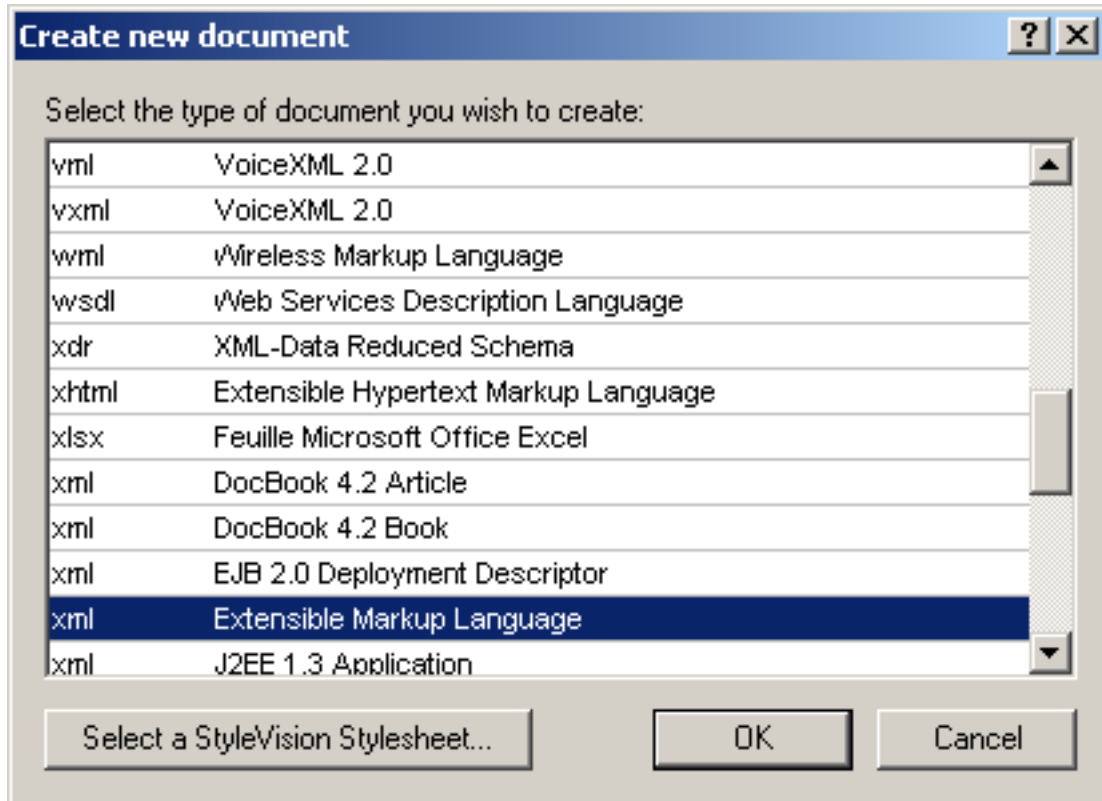 Create new document
Select the type of document you wish to create:
vml VoiceXML 2.0
vxml VoiceXML 2.0
wml Wireless Markup Language
wsdl Web Services Description Language
xdr XML-Data Reduced Schema
xhtml Extensible Hypertext Markup Language
xlsx Feuille Microsoft Office Excel
xml DocBook 4.2 Article
xml DocBook 4.2 Book
xml EJB 2.0 Deployment Descriptor
xml Extensible Markup Language
xml J2EE 1.3 Application
Select a StyleVision Stylesheet... OK Cancel